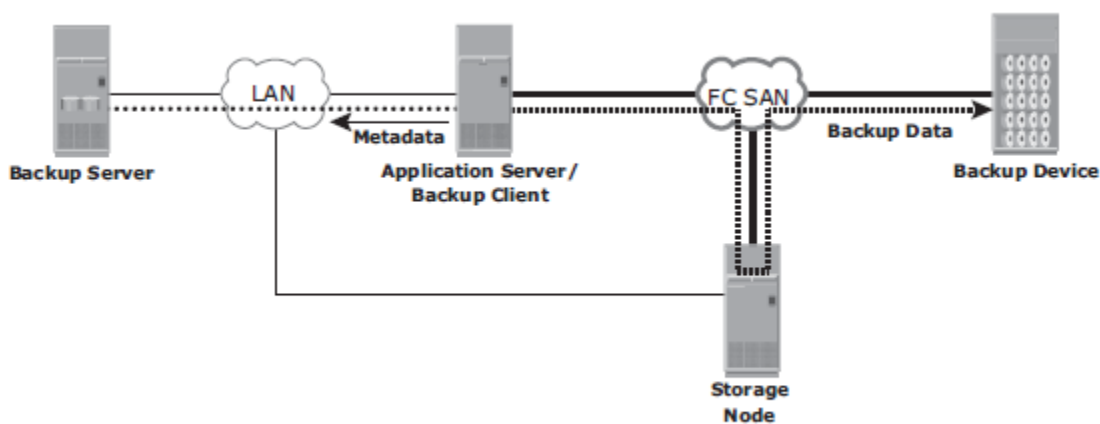 LAN
FC SAN
Metadata
Backup Data
Backup Server
Application Server/
Backup Client
Backup Device
Storage
Node